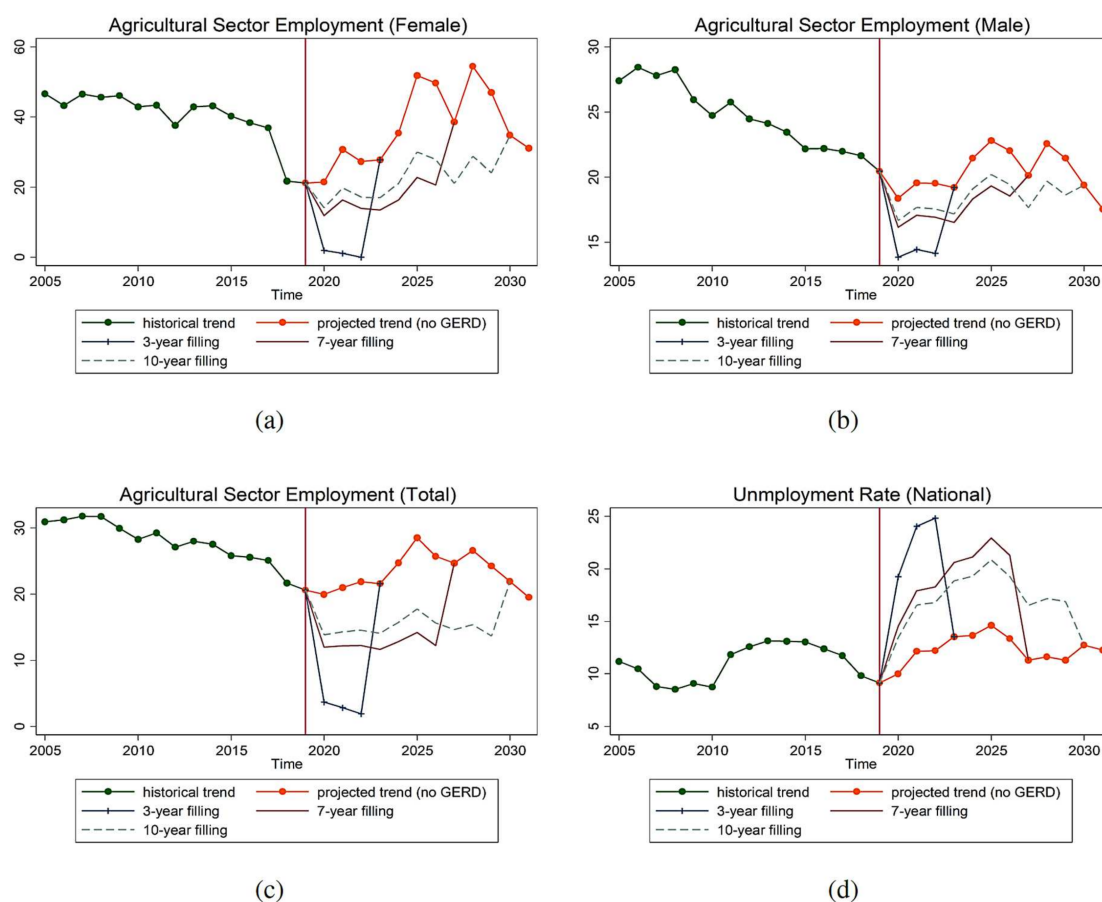 Agricultural Sector Employment (Female)
60
40
20
0
2005 2010 2015 2020 2025 2030
Time
historical trend projected trend (no GERD)
3-year filling 7-year filling
10-year filling
(a)
Agricultural Sector Employment (Male)
30
25
20
15
2005 2010 2015 2020 2025 2030
Time
historical trend projected trend (no GERD)
3-year filling 7-year filling
10-year filling
(b)
Agricultural Sector Employment (Total)
30
20
10
0
2005 2010 2015 2020 2025 2030
Time
historical trend projected trend (no GERD)
3-year filling 7-year filling
10-year filling
(c)
Unmployment Rate (National)
25
20
15
10
5
2005 2010 2015 2020 2025 2030
Time
historical trend projected trend (no GERD)
3-year filling 7-year filling
10-year filling
(d)